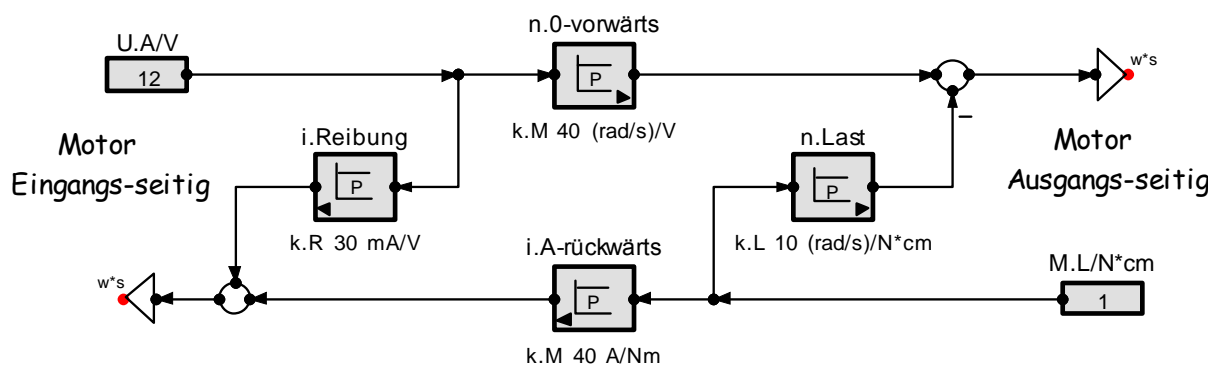 n.0-vorwärts
U.A/V
12
P
w*s
k.M 40 (rad/s)/V
–
Motor
Eingangs-seitig
i.Reibung
P
k.R 30 mA/V
n.Last
P
k.L 10 (rad/s)/N*cm
Motor
Ausgangs-seitig
i.A-rückwärts
M.L/N*cm
w*s
P
1
k.M 40 A/Nm